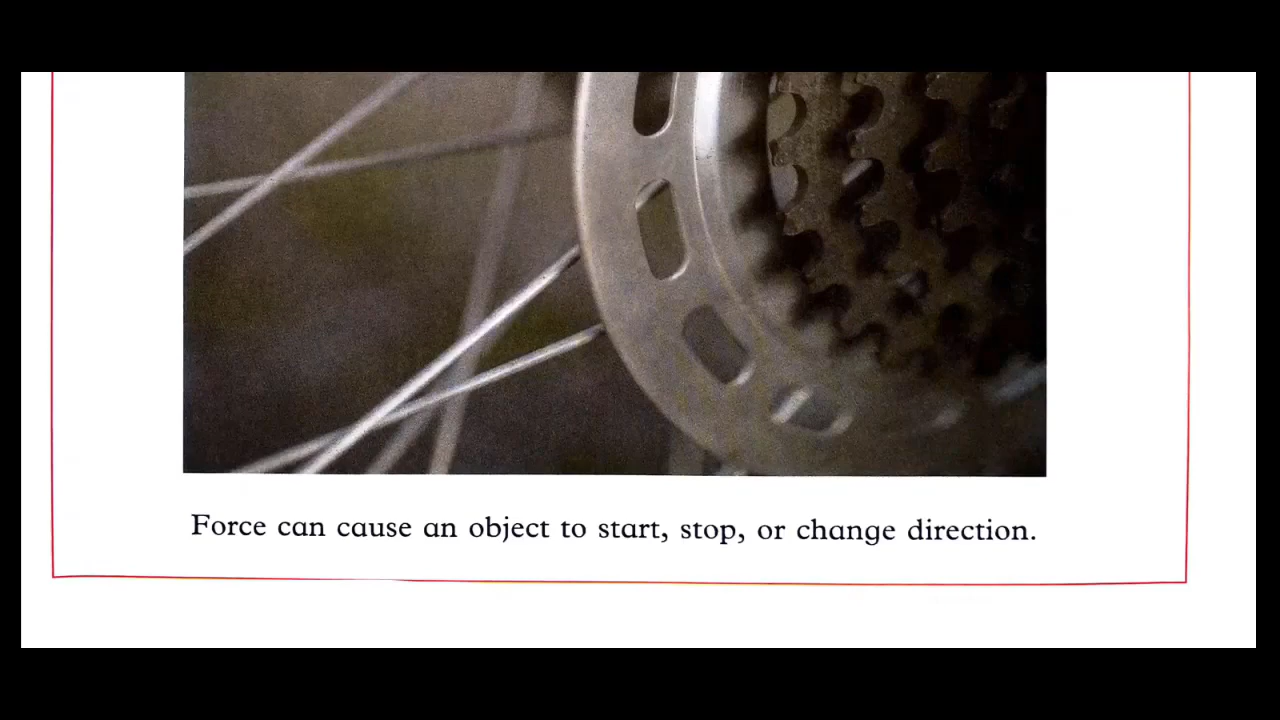 Force can cause an object to start, stop, or change direction.